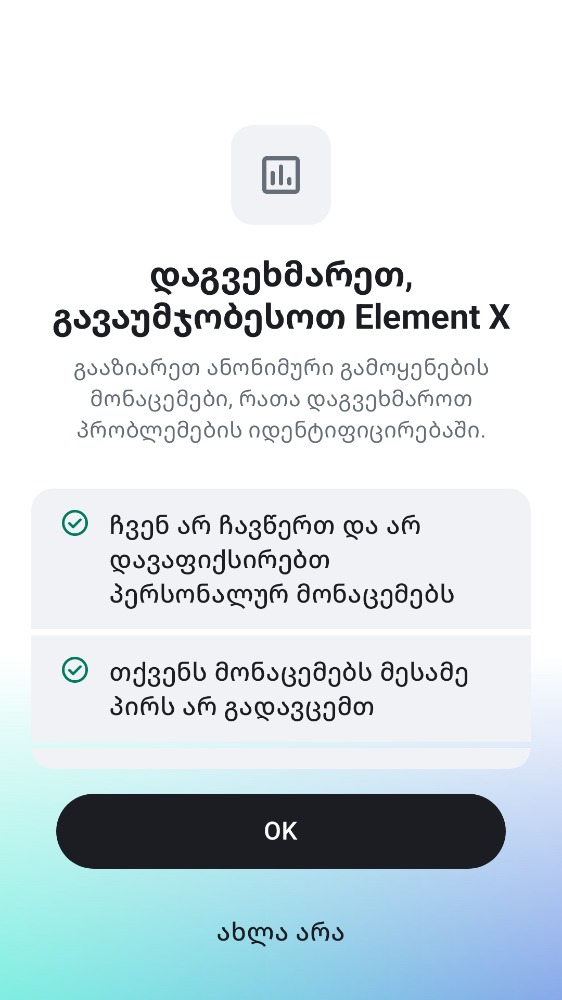 დაგვეხმარეთ,
გავაუმჯობესოთ Element X
გააზიარეთ ანონიმური გამოყენების
მონაცემები, რათა დაგვეხმაროთ
პრობლემების იდენტიფიცირებაში.
ჩვენ არ ჩავწერთ და არ
დავაფიქსირებთ
პერსონალურ მონაცემებს
თქვენს მონაცემებს მესამე
პირს არ გადავცემთ
OK
ახლა არა